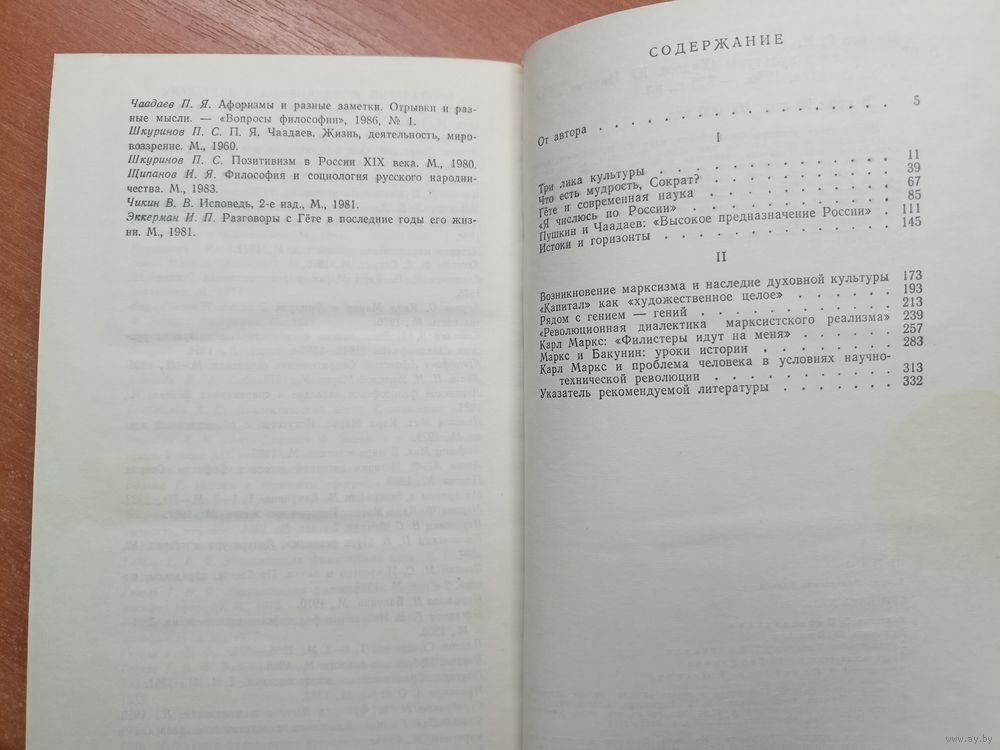 Чаадаев П. Я. Афоризмы и разные заметки. Отрывки и раз-
ные мысли. — «Вопросы философии», 1986, № 1.
Шкуринов П. С. П. Я. Чаадаев. Жизнь, деятельность, миро-
воззрение. М., 1960.
Шкуринов П. С. Позитивизм в России XIX века. М., 1980.
Щипанов И. Я. Философия и социология русского народни-
чества. М., 1983.
Чикин В. В. Исповедь, 2-е изд., М., 1981.
Эккерман И. П. Разговоры с Гёте в последние годы его жиз-
ни. М., 1981.
СОДЕРЖАНИЕ
От автора . . . . . . . . . . . . . 5
I
Три лика культуры . . . . . . . . . . 11
Что есть мудрость, Сократ? . . . . . . . . 39
Гёте и современная наука . . . . . . . . 67
«Я числюсь по России» . . . . . . . . . 85
Пушкин и Чаадаев: «Высокое предназначение России» . 111
Истоки и горизонты . . . . . . . . . . 145
II
Возникновение марксизма и наследие духовной культуры 173
«Капитал» как «художественное целое» . . . . . 193
Рядом с гением — гений . . . . . . . . . 213
«Революционная диалектика марксистского реализма» 239
Карл Маркс: «Филистеры идут на меня» . . . . . 257
Маркс и Бакунин: уроки истории . . . . . . . 283
Карл Маркс и проблема человека в условиях научно-
технической революции . . . . . . . . . 313
Указатель рекомендуемой литературы . . . . . . . 332
www.ay.by